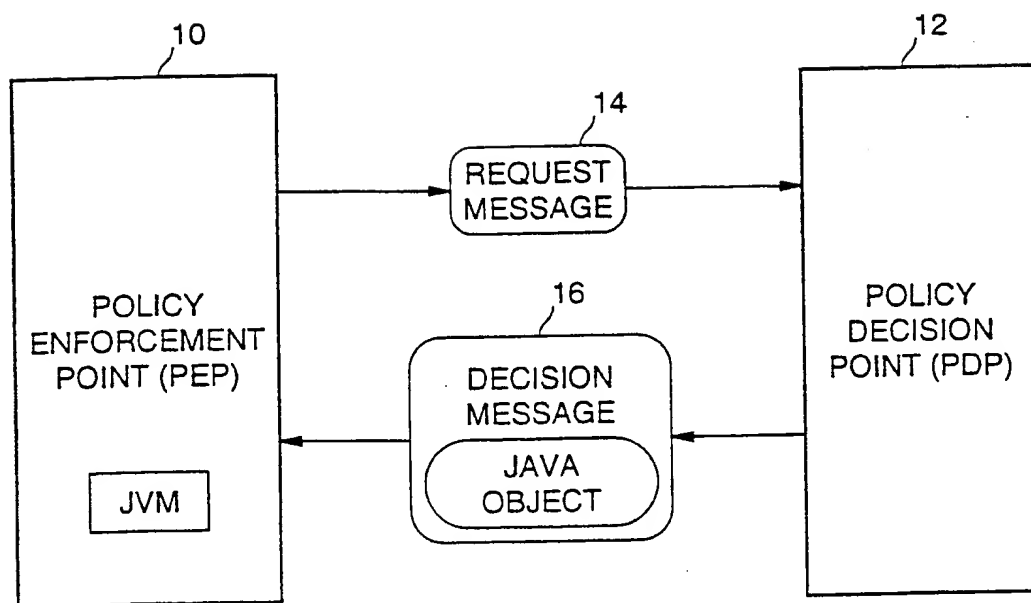 10
12
14
REQUEST
MESSAGE
16
POLICY
ENFORCEMENT
POINT (PEP)
JVM
DECISION
MESSAGE
JAVA
OBJECT
POLICY
DECISION
POINT (PDP)